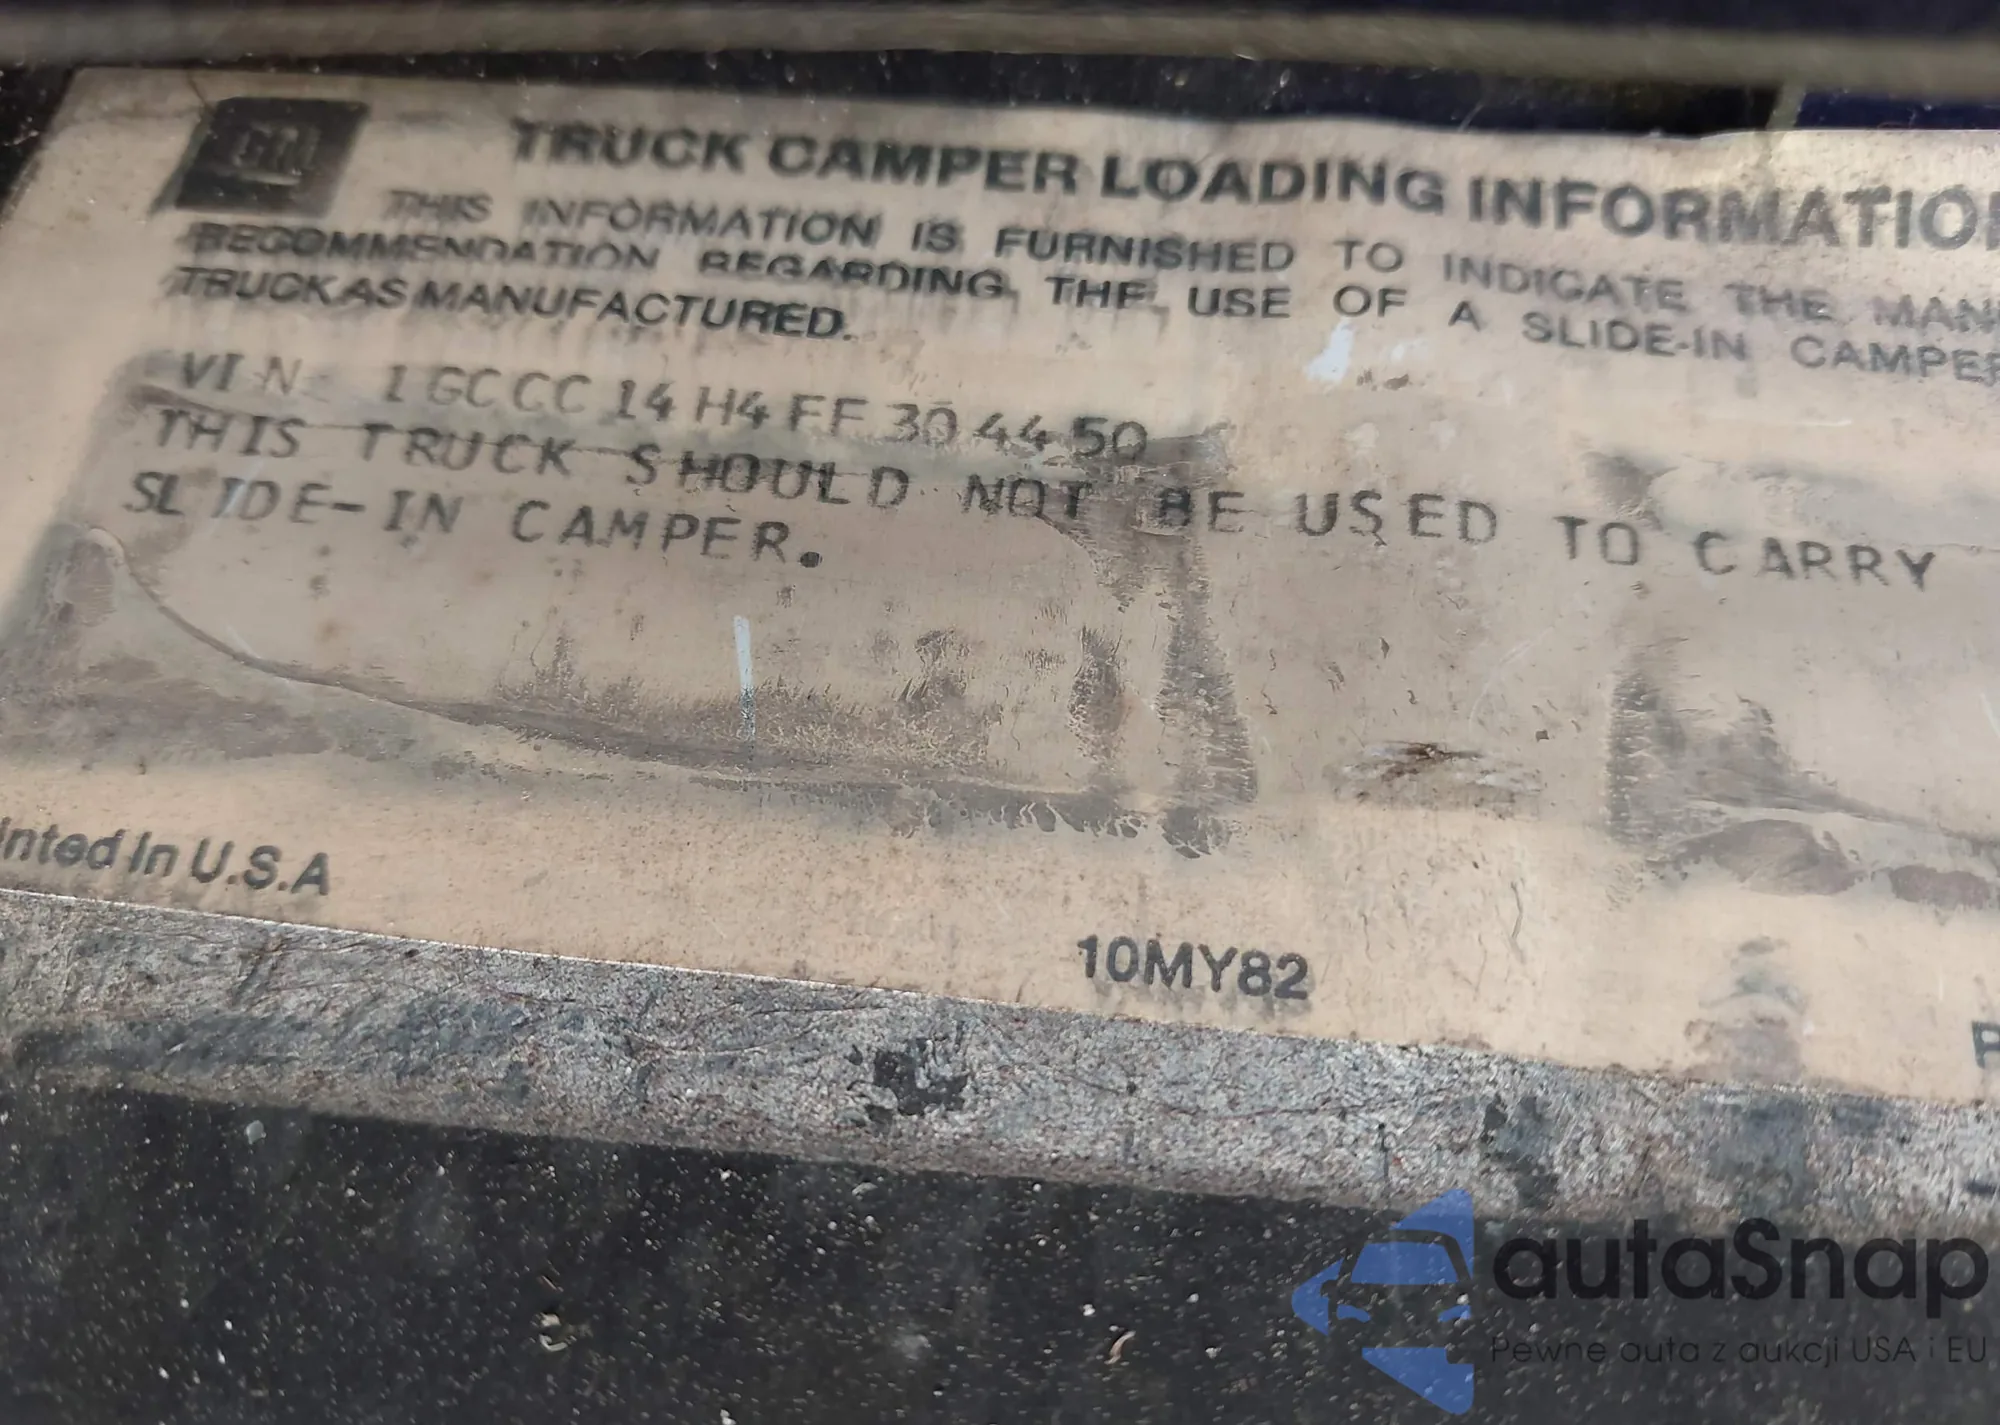 GM
TRUCK CAMPER LOADING INFORMATION
THIS INFORMATION IS FURNISHED TO INDICATE THE
RECOMMENDATION REGARDING THE USE OF A SLIDE-IN CAMPER
TRUCK AS MANUFACTURED.
VIN 1GCCC14H4FF304450
THIS TRUCK SHOULD NOT BE USED TO CARRY
SLIDE-IN CAMPER.
inted In U.S.A
10MY82
autaSnap
Pewne auta z aukcji USA i EU